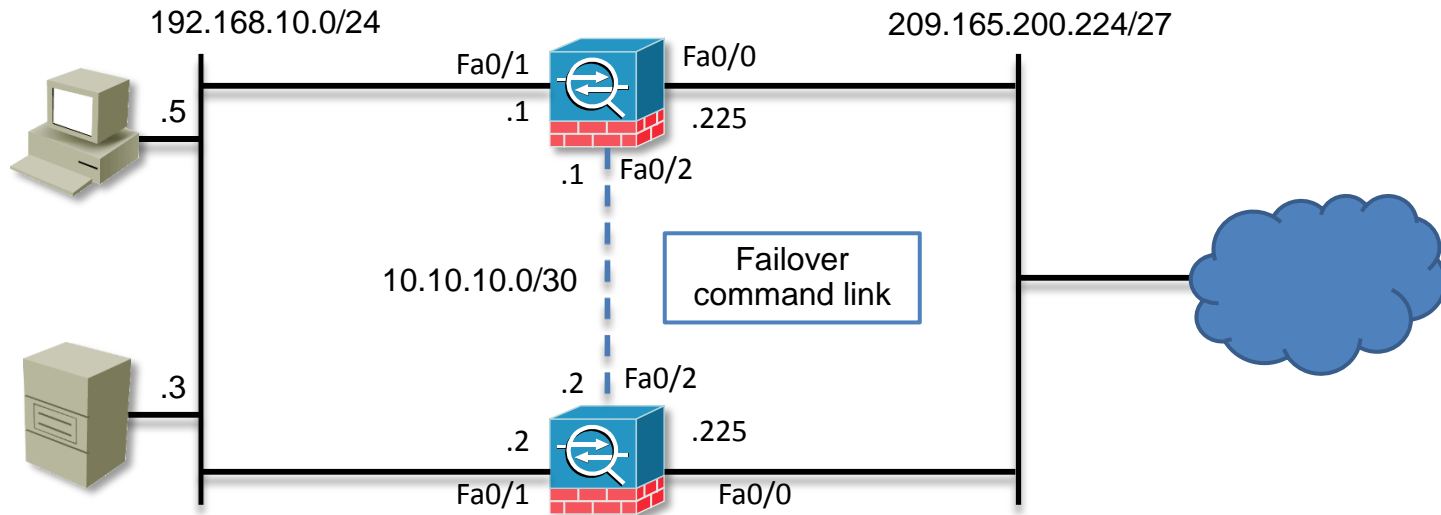 192.168.10.0/24
209.165.200.224/27
Fa0/1
Fa0/0
.5
.1
.225
.1
Fa0/2
Failover
command link
10.10.10.0/30
.3
.2
Fa0/2
.2
.225
Fa0/1
Fa0/0